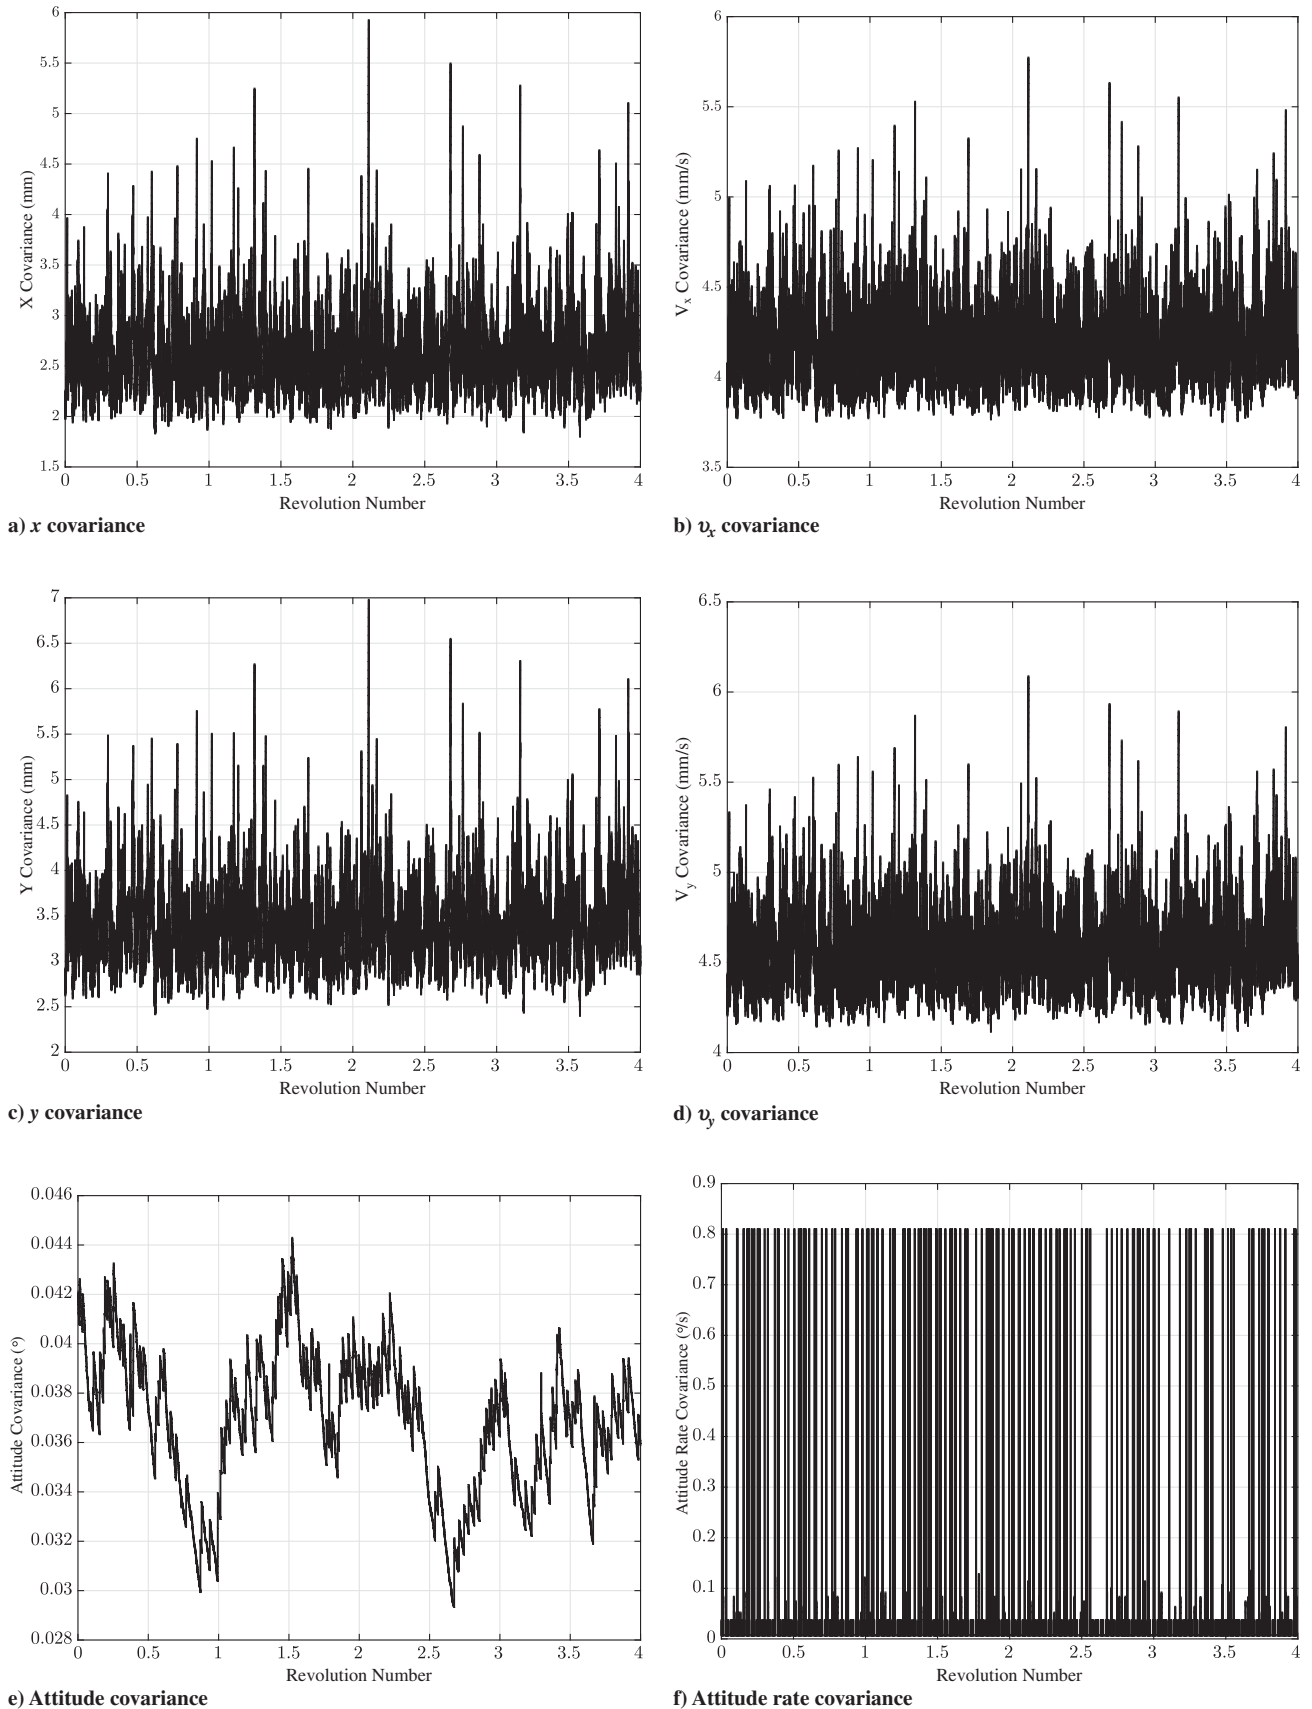 6
5.5
5
4.5
4
3.5
3
2.5
2
1.5
X Covariance (mm)
0 0.5 1 1.5 2 2.5 3 3.5 4
Revolution Number
a) x covariance
6
5.5
5
4.5
4
3.5
V_x Covariance (mm/s)
0 0.5 1 1.5 2 2.5 3 3.5 4
Revolution Number
b) v_x covariance
7
6.5
6
5.5
5
4.5
4
3.5
3
2.5
2
Y Covariance (mm)
0 0.5 1 1.5 2 2.5 3 3.5 4
Revolution Number
c) y covariance
6.5
6
5.5
5
4.5
4
V_y Covariance (mm/s)
0 0.5 1 1.5 2 2.5 3 3.5 4
Revolution Number
d) v_y covariance
0.046
0.044
0.042
0.04
0.038
0.036
0.034
0.032
0.03
0.028
Attitude Covariance (°)
0 0.5 1 1.5 2 2.5 3 3.5 4
Revolution Number
e) Attitude covariance
0.9
0.8
0.7
0.6
0.5
0.4
0.3
0.2
0.1
0
Attitude Rate Covariance (°/s)
0 0.5 1 1.5 2 2.5 3 3.5 4
Revolution Number
f) Attitude rate covariance